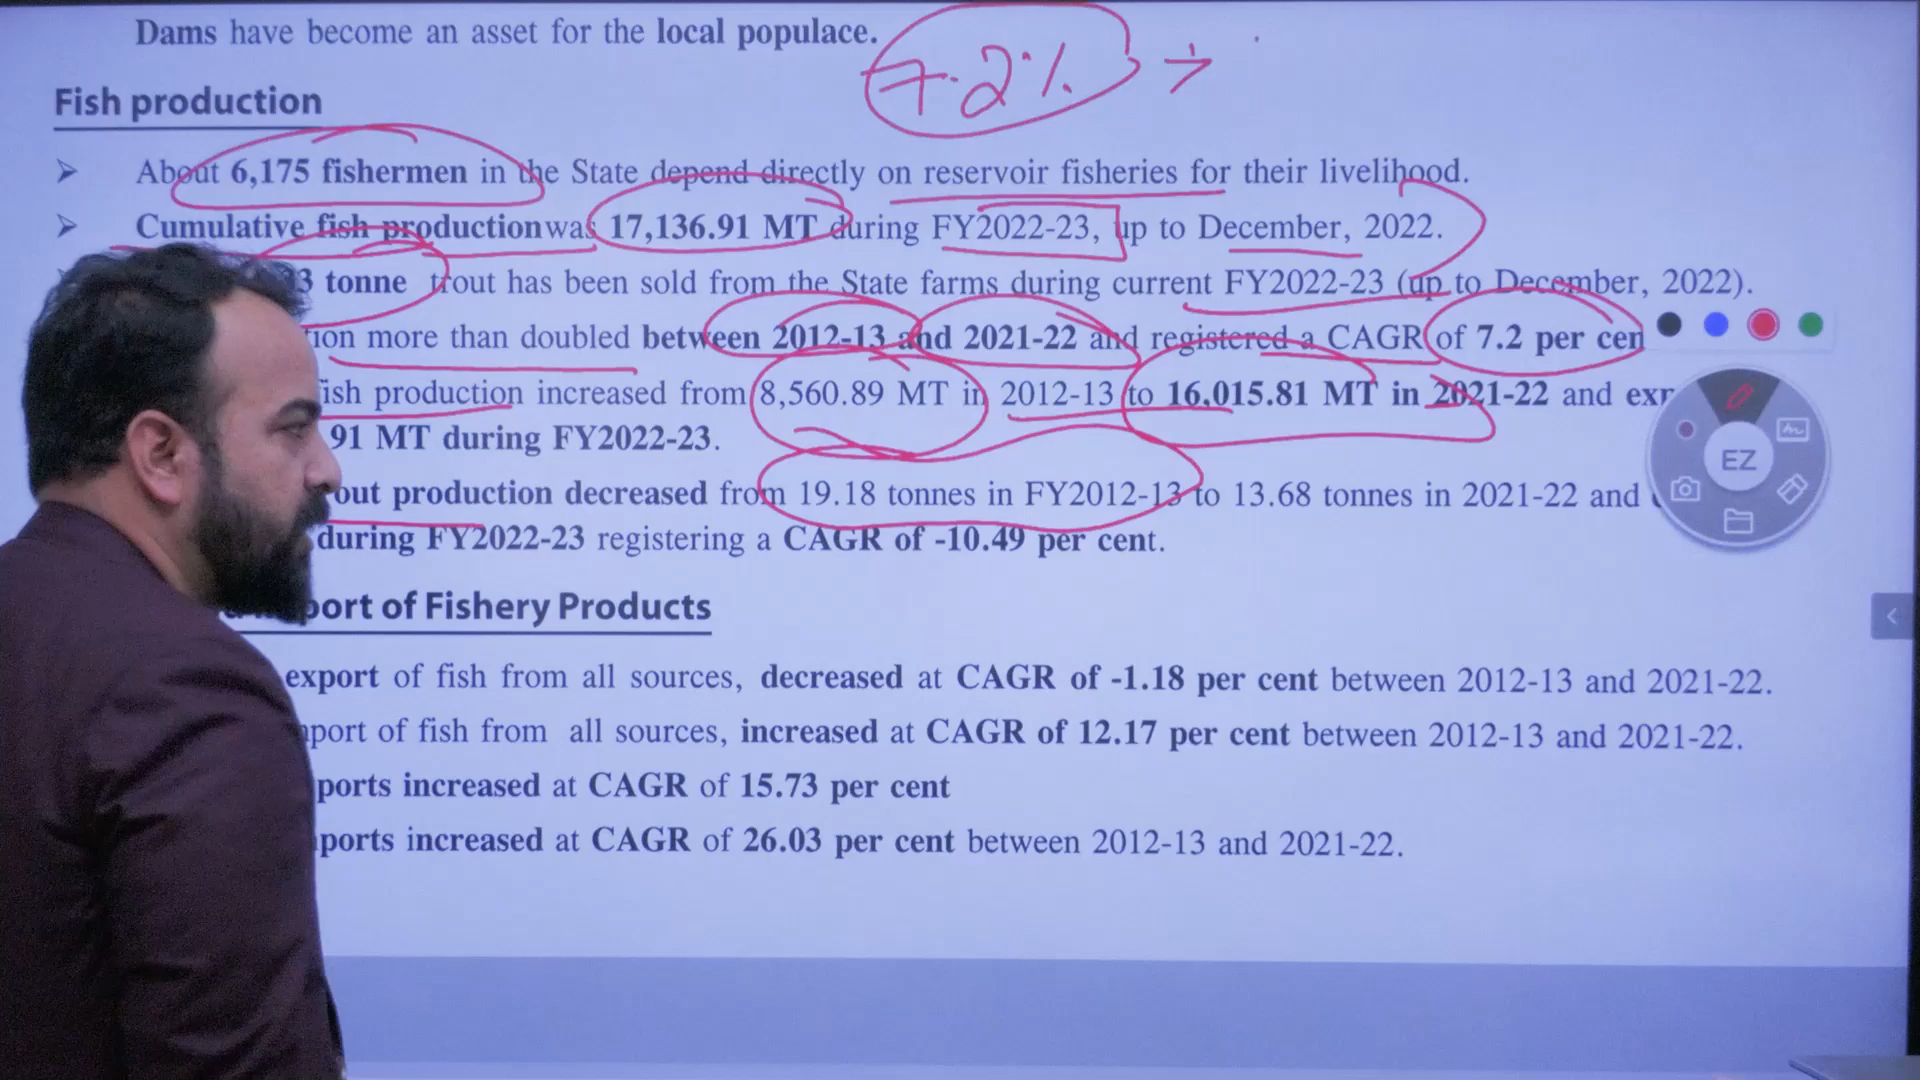 Dams have become an asset for the local populace.
7.2%
Fish production
About 6,175 fishermen in the State depend directly on reservoir fisheries for their livelihood.
Cumulative fish production was 17,136.91 MT during FY2022-23, up to December, 2022.
3 tonne trout has been sold from the State farms during current FY2022-23 (up to December, 2022).
ion more than doubled between 2012-13 and 2021-22 and registered a CAGR of 7.2 per cen
ish production increased from 8,560.89 MT in 2012-13 to 16,015.81 MT in 2021-22 and
91 MT during FY2022-23.
out production decreased from 19.18 tonnes in FY2012-13 to 13.68 tonnes in 2021-22 and
during FY2022-23 registering a CAGR of -10.49 per cent.
port of Fishery Products
export of fish from all sources, decreased at CAGR of -1.18 per cent between 2012-13 and 2021-22.
port of fish from all sources, increased at CAGR of 12.17 per cent between 2012-13 and 2021-22.
ports increased at CAGR of 15.73 per cent
ports increased at CAGR of 26.03 per cent between 2012-13 and 2021-22.
EZ